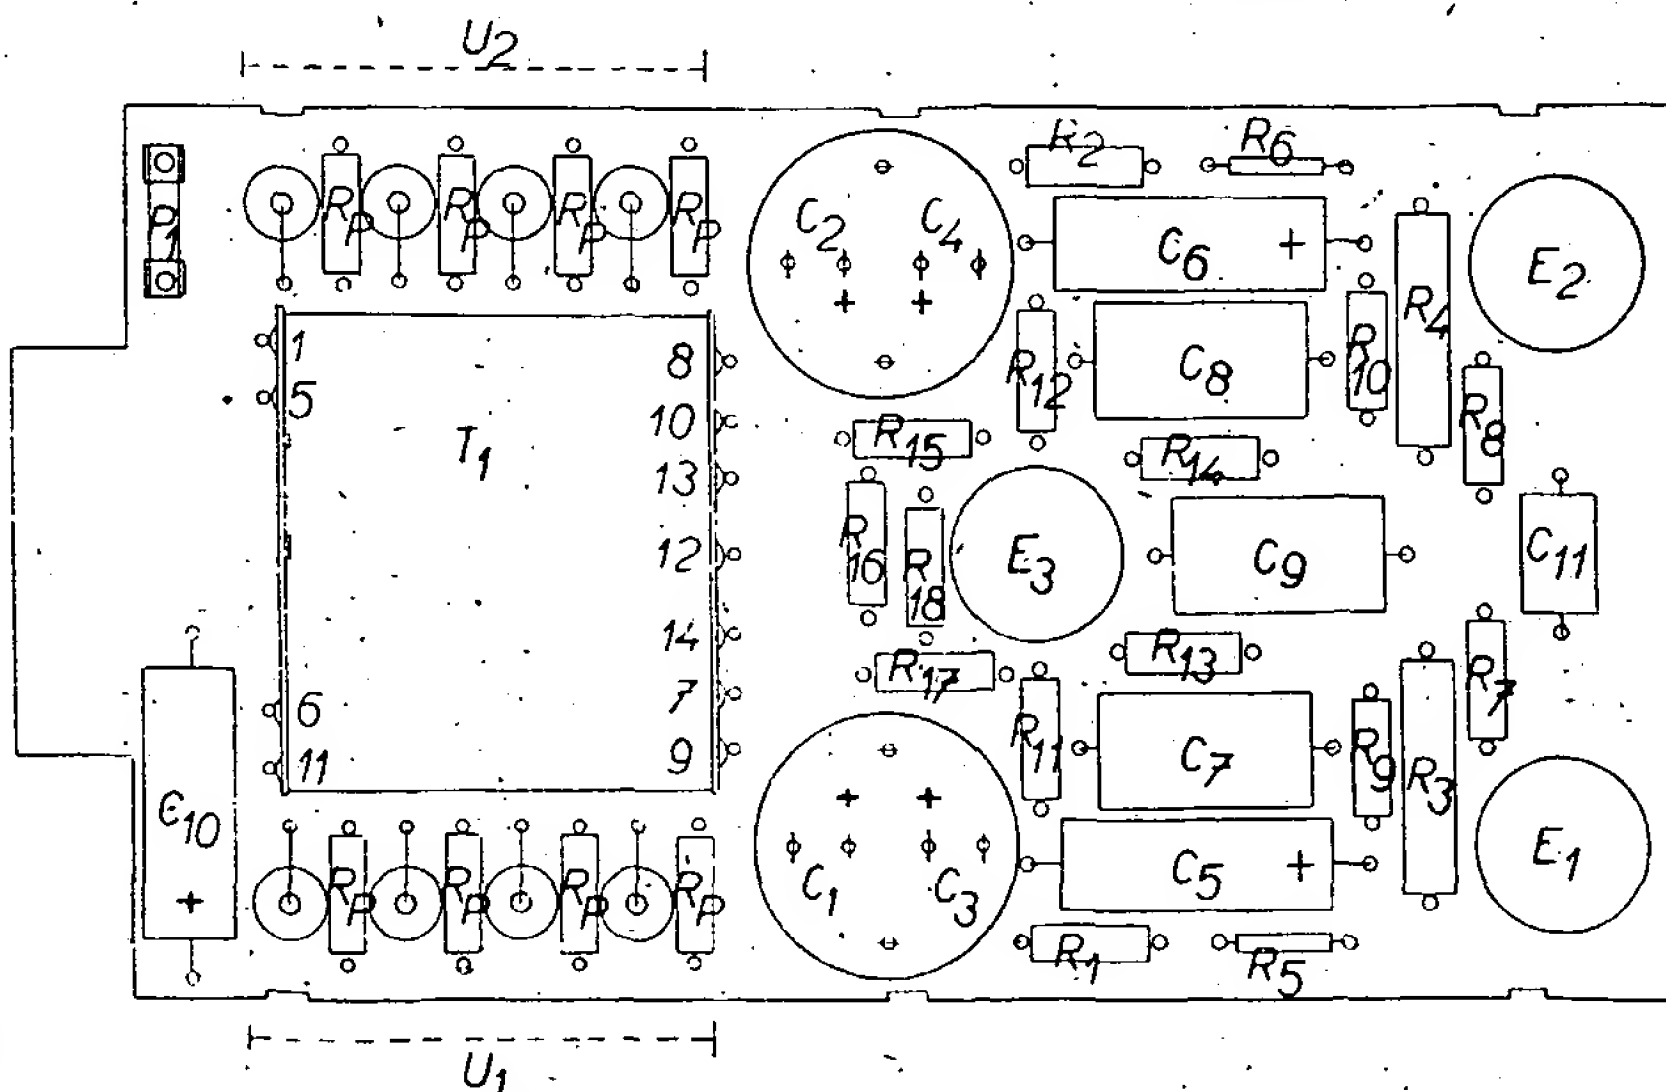 U2
R2
R6
P1
RP
RP
RP
RP
C2
C4
C6
+
E2
+
+
R4
1
8
R12
C8
R10
5
10
R8
T1
R15
R14
13
R16
R18
E3
C9
C11
12
14
R17
R13
R7
6
7
R11
C7
R9
R3
11
9
C10
+
+
+
C5
+
E1
RP
RP
RP
RP
C1
C3
R1
R5
U1